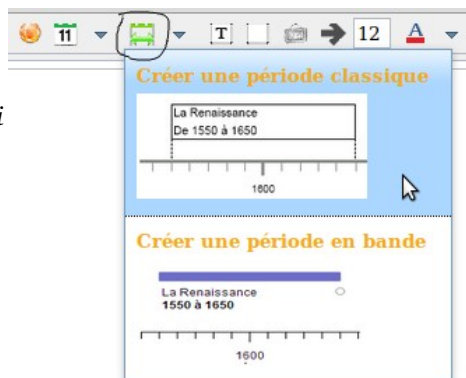 11 T 12 A
Créer une période classique
i
La Renaissance
De 1550 à 1650
1600
Créer une période en bande
La Renaissance
1550 à 1650
1600